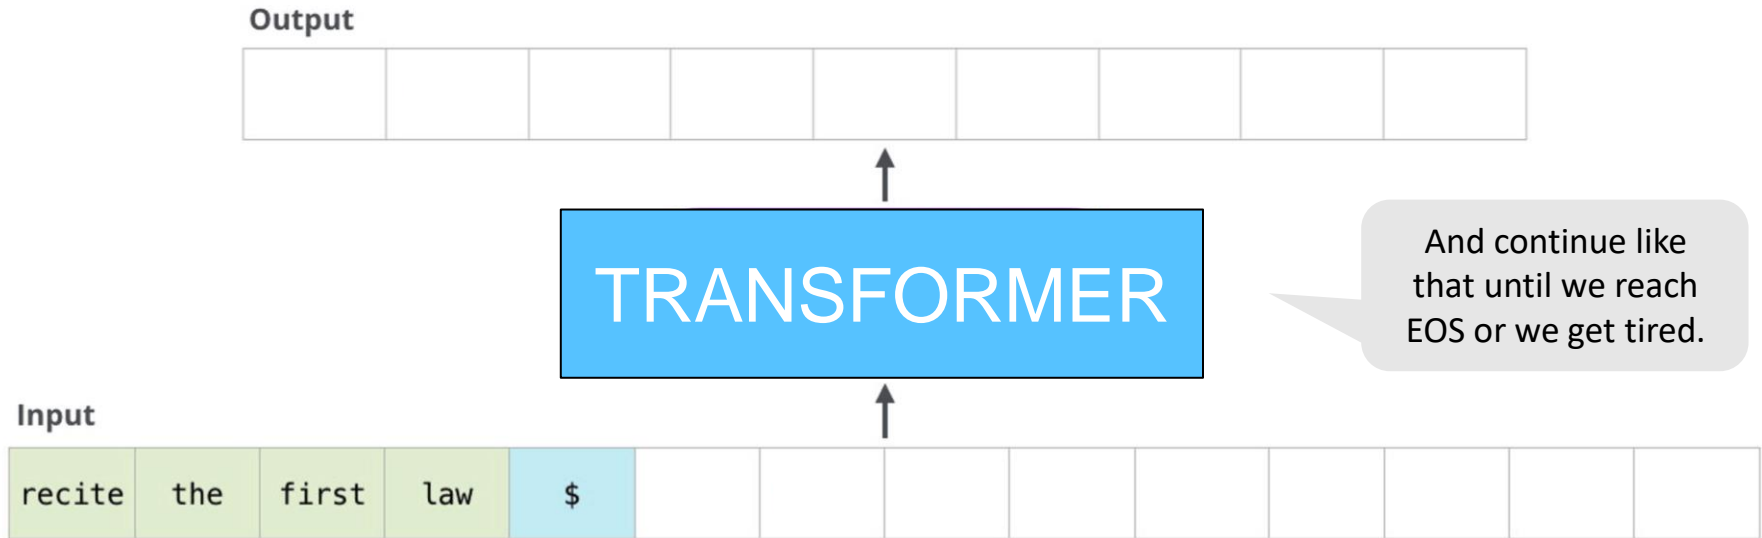 Output
TRANSFORMER
And continue like
that until we reach
EOS or we get tired.
Input
recite the first law $